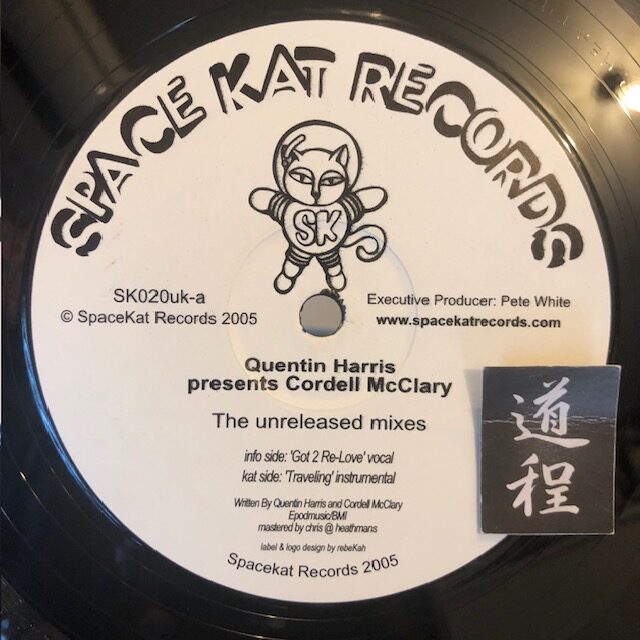 SPACE KAT RECORDS
SK
SK020uk-a
© SpaceKat Records 2005
Executive Producer: Pete White
www.spacekatrecords.com
Quentin Harris
presents Cordell McClary
The unreleased mixes
info side: 'Got 2 Re-Love' vocal
kat side: 'Traveling' instrumental
Written By Quentin Harris and Cordell McClary
Epodmusic/BMI
mastered by chris @ heathmans
label & logo design by rebeKah
Spacekat Records 2005
道程